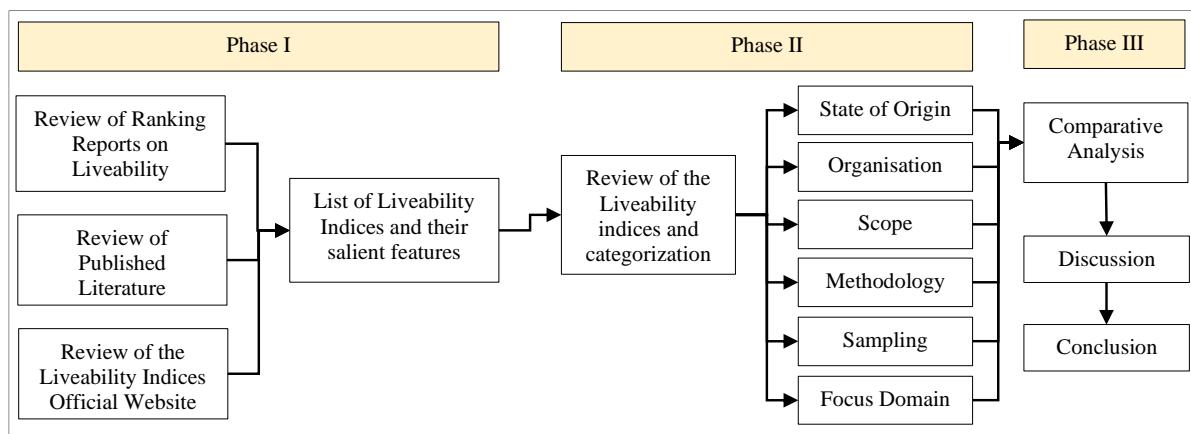 Phase I
Phase II
Phase III
Review of Ranking
Reports on
Liveability
Review of
Published
Literature
Review of the
Liveability Indices
Official Website
List of Liveability
Indices and their
salient features
Review of the
Liveability
indices and
categorization
State of Origin
Organisation
Scope
Methodology
Sampling
Focus Domain
Comparative
Analysis
Discussion
Conclusion